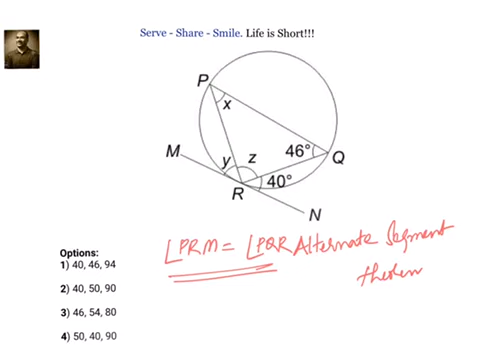 Serve - Share - Smile. Life is Short!!!
P
x
M
y
z
46°
Q
R
40°
N
∠PRM = ∠PQR Alternate Segment
Options:
1) 40, 46, 94
2) 40, 50, 90
3) 46, 54, 80
4) 50, 40, 90